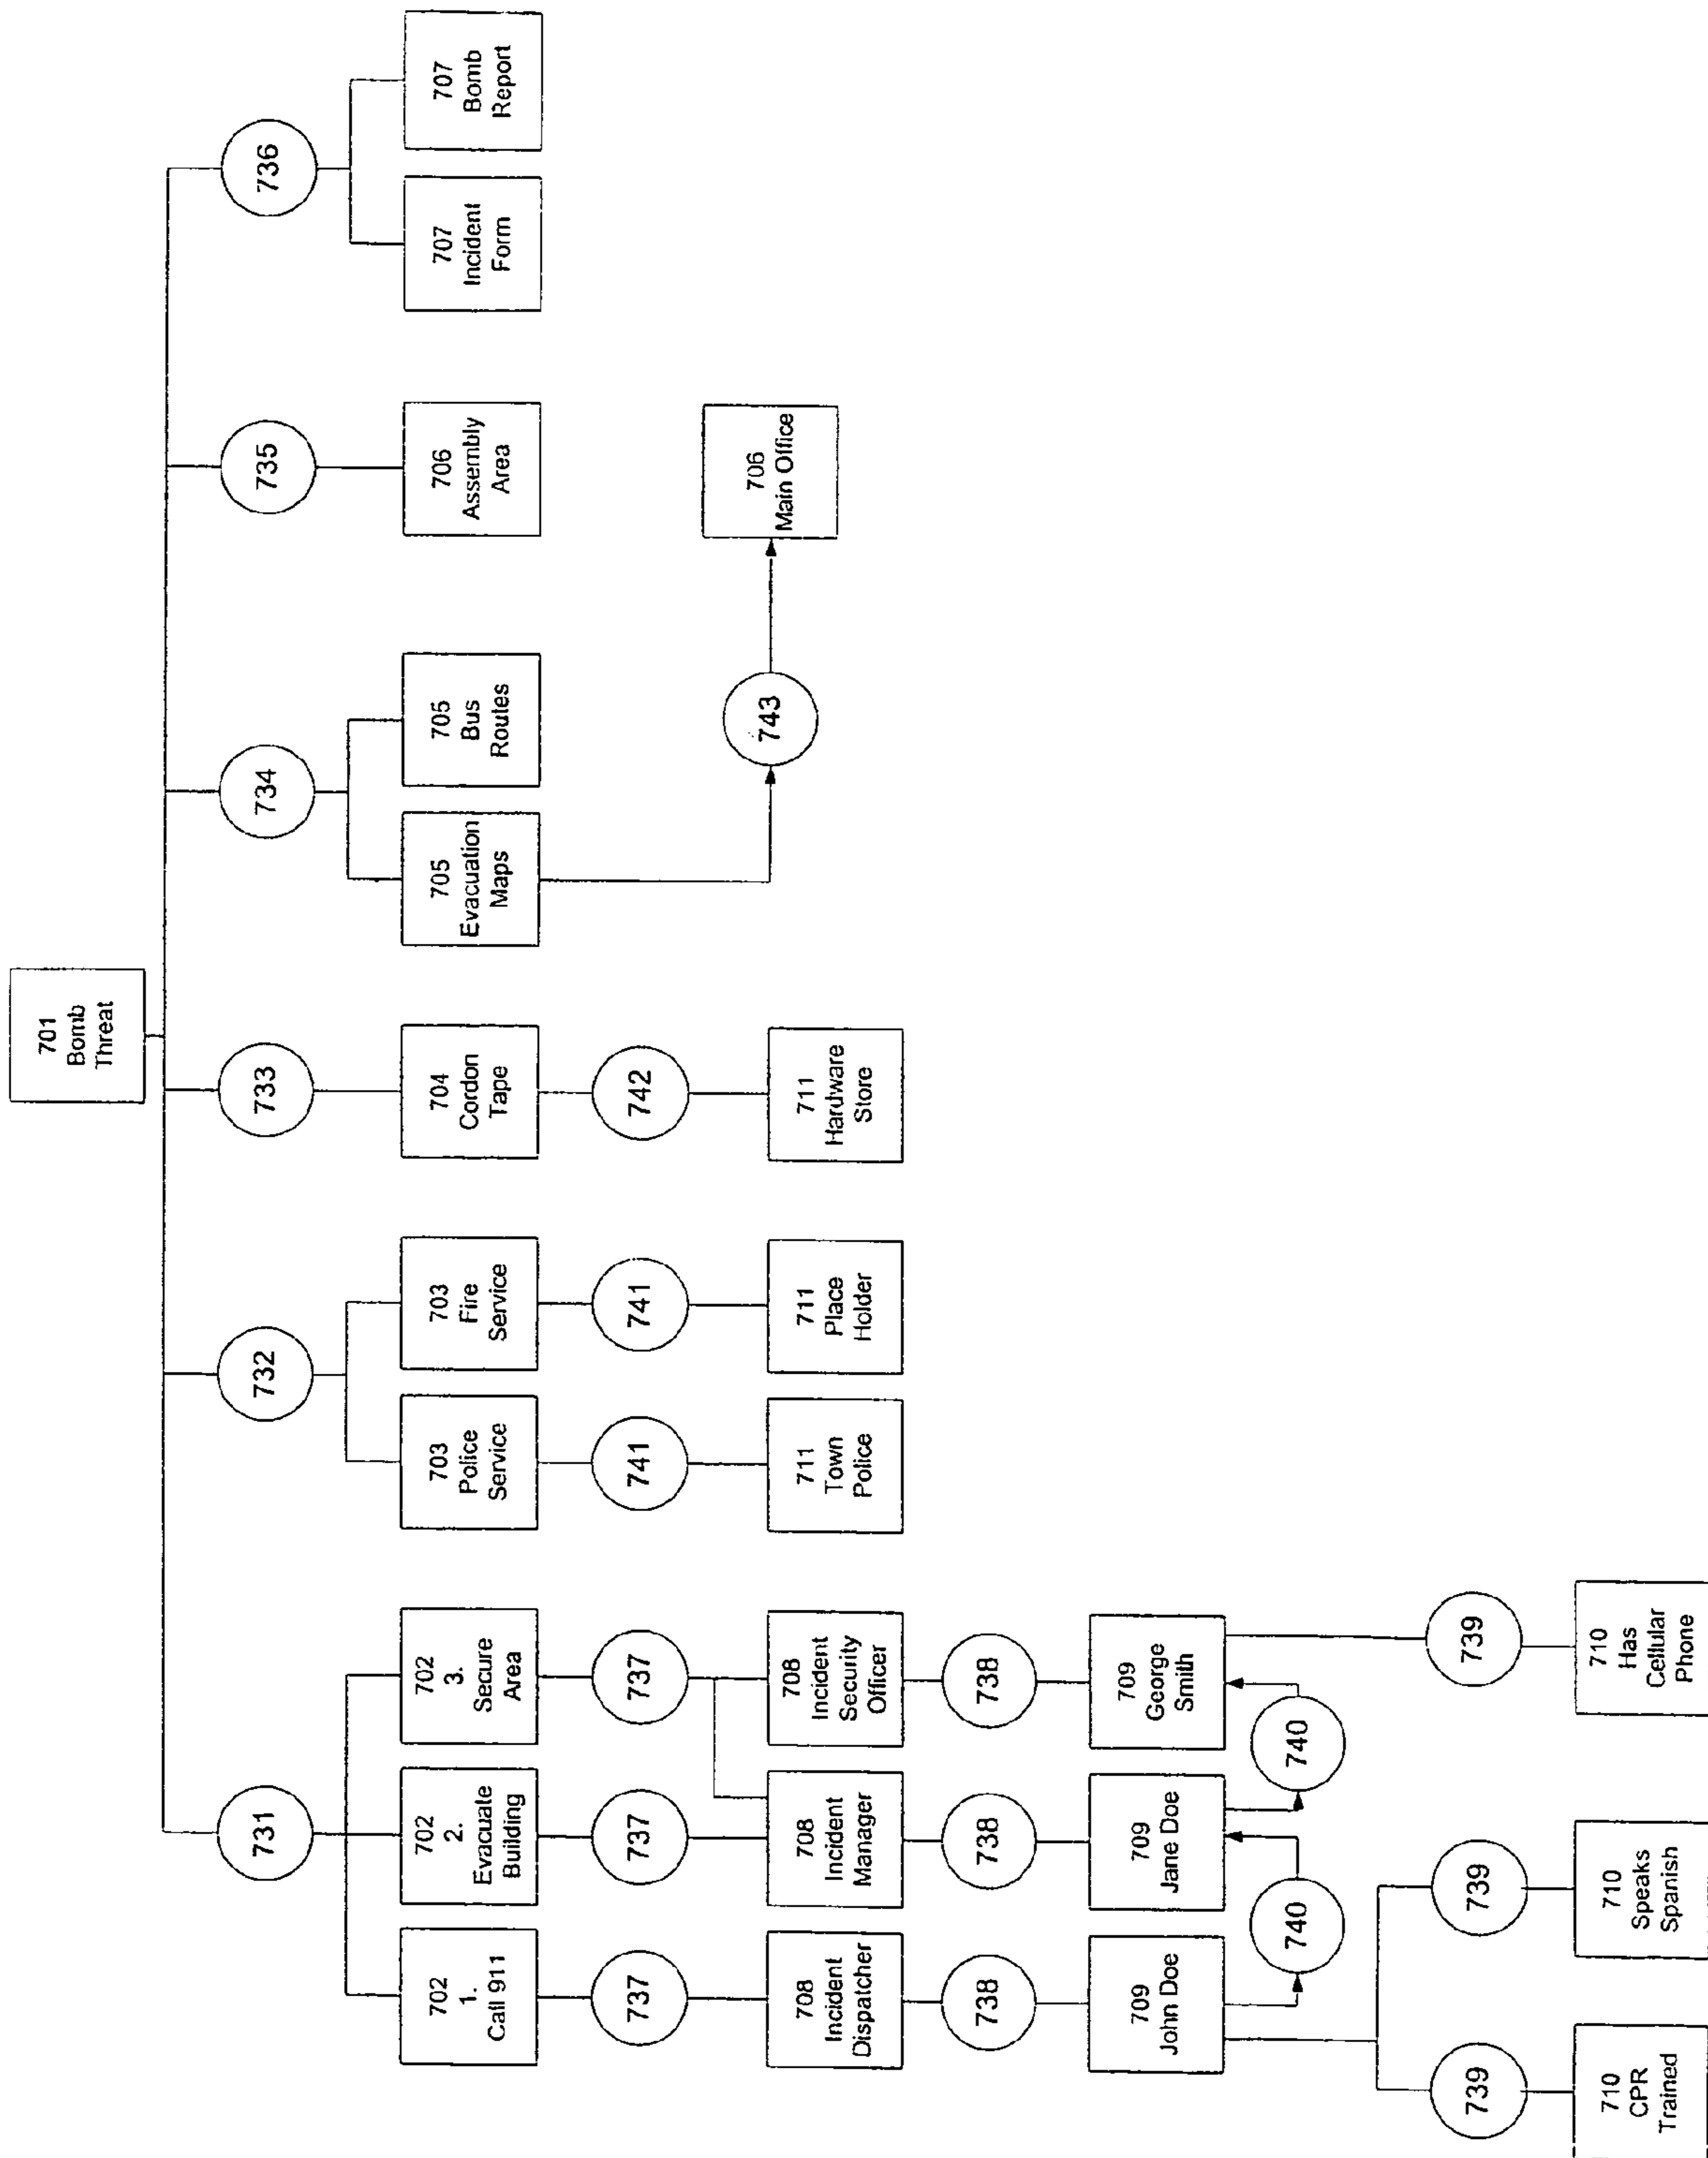 701
Bomb
Threat
731
732
733
734
735
736
702
1.
Call 911
702
2.
Evacuate
Building
702
3.
Secure
Area
703
Police
Service
703
Fire
Service
704
Cordon
Tape
705
Evacuation
Maps
705
Bus
Routes
706
Assembly
Area
707
Incident
Form
707
Bomb
Report
737
737
737
741
741
742
743
708
Incident
Dispatcher
708
Incident
Manager
708
Incident
Security
Officer
711
Town
Police
711
Place
Holder
711
Hardware
Store
706
Main Office
738
738
738
709
John Doe
709
Jane Doe
709
George
Smith
740
740
739
739
739
710
CPR
Trained
710
Speaks
Spanish
710
Has
Cellular
Phone